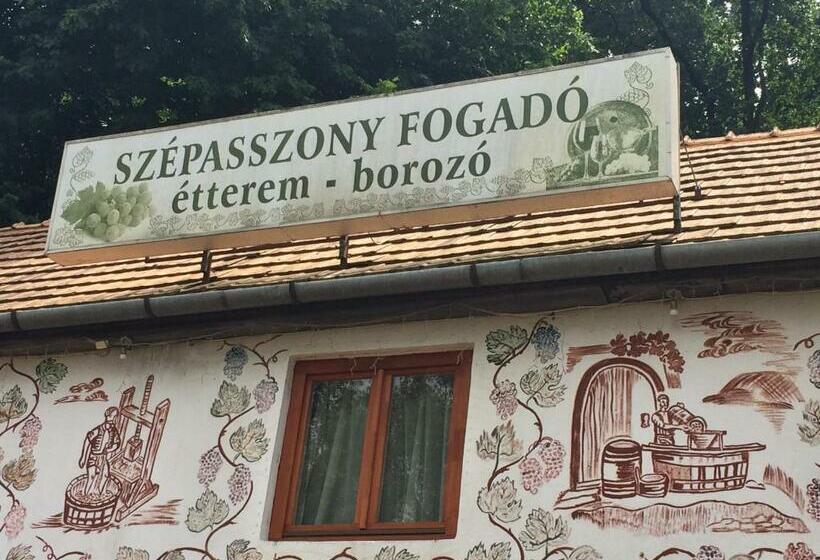 SZÉPASSZONY FOGADÓ
étterem - borozó